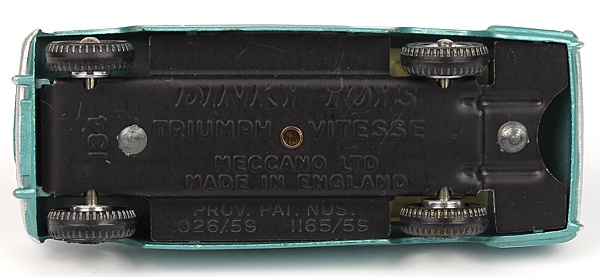 DINKY TOYS
TRIUMPH VITESSE
134
MECCANO LTD
MADE IN ENGLAND
PROV. PAT. NOS.
026/59 1165/59